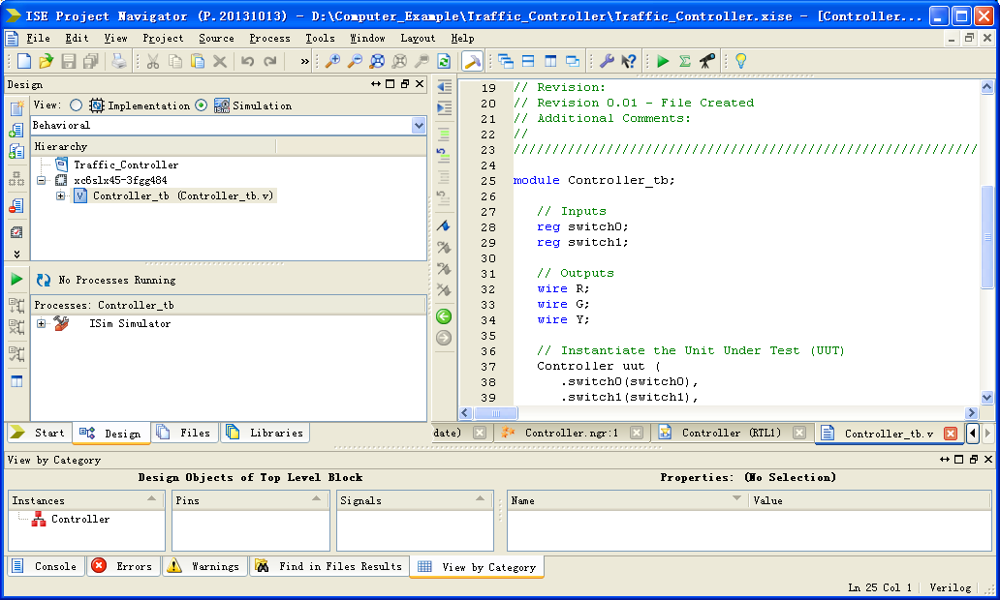 ISE Project Navigator (P.20131013) - D:\Computer_Example\Traffic_Controller\Traffic_Controller.xise - [Controller...
File Edit View Project Source Process Tools Window Layout Help
»
Design
View: Implementation Simulation
Behavioral
Hierarchy
Traffic_Controller
xc6slx45-3fgg484
V Controller_tb (Controller_tb.v)
No Processes Running
Processes: Controller_tb
ISim Simulator
Start Design Files Libraries
19 // Revision:
20 // Revision 0.01 - File Created
21 // Additional Comments:
22 //
23 ////////////////////////////////////////////////////////////
24
25 module Controller_tb;
26
27 // Inputs
28 reg switch0;
29 reg switch1;
30
31 // Outputs
32 wire R;
33 wire G;
34 wire Y;
35
36 // Instantiate the Unit Under Test (UUT)
37 Controller uut (
38 .switch0(switch0),
39 .switch1(switch1),
date) Controller.ngr:1 Controller (RTL1) Controller_tb.v
View by Category
Design Objects of Top Level Block
Properties: (No Selection)
Instances Pins Signals Name Value
Controller
Console Errors Warnings Find in Files Results View by Category
Ln 25 Col 1 Verilog